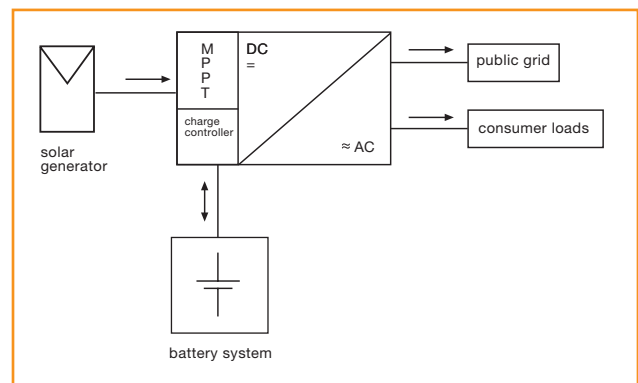 M
P
P
T
DC
=
public grid
charge
controller
consumer loads
≈ AC
solar
generator
battery system